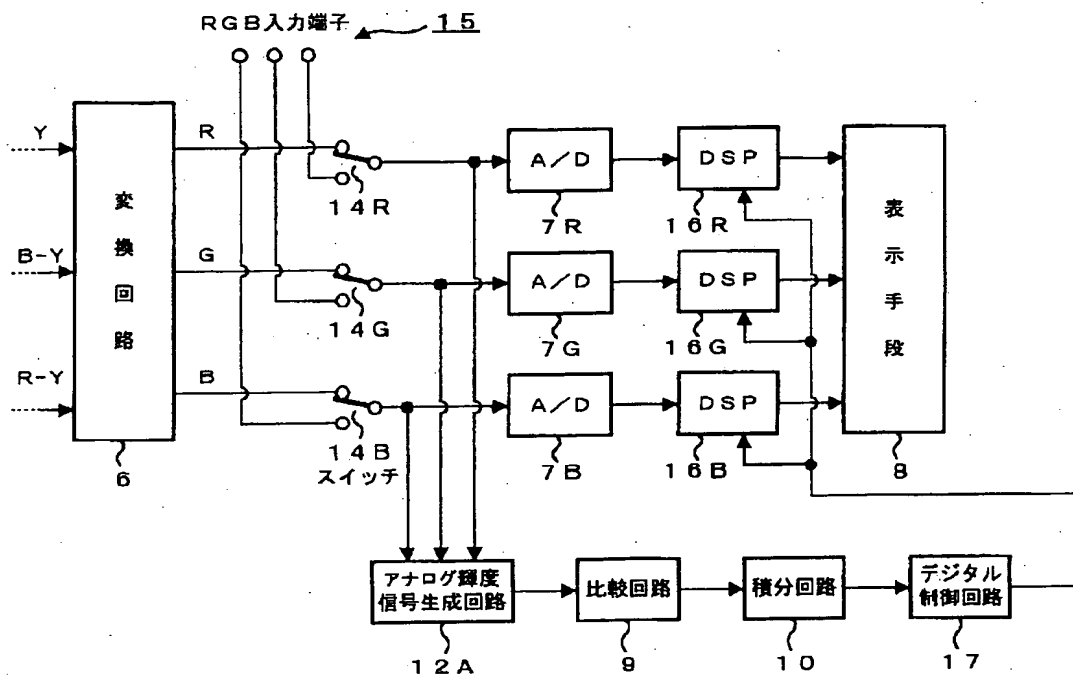 RGB入力端子
15
Y
B-Y
R-Y
変換回路
6
R
G
B
14R
14G
14B
スイッチ
A/D
7R
A/D
7G
A/D
7B
DSP
16R
DSP
16G
DSP
16B
表示手段
8
アナログ輝度
信号生成回路
12A
比較回路
9
積分回路
10
デジタル
制御回路
17